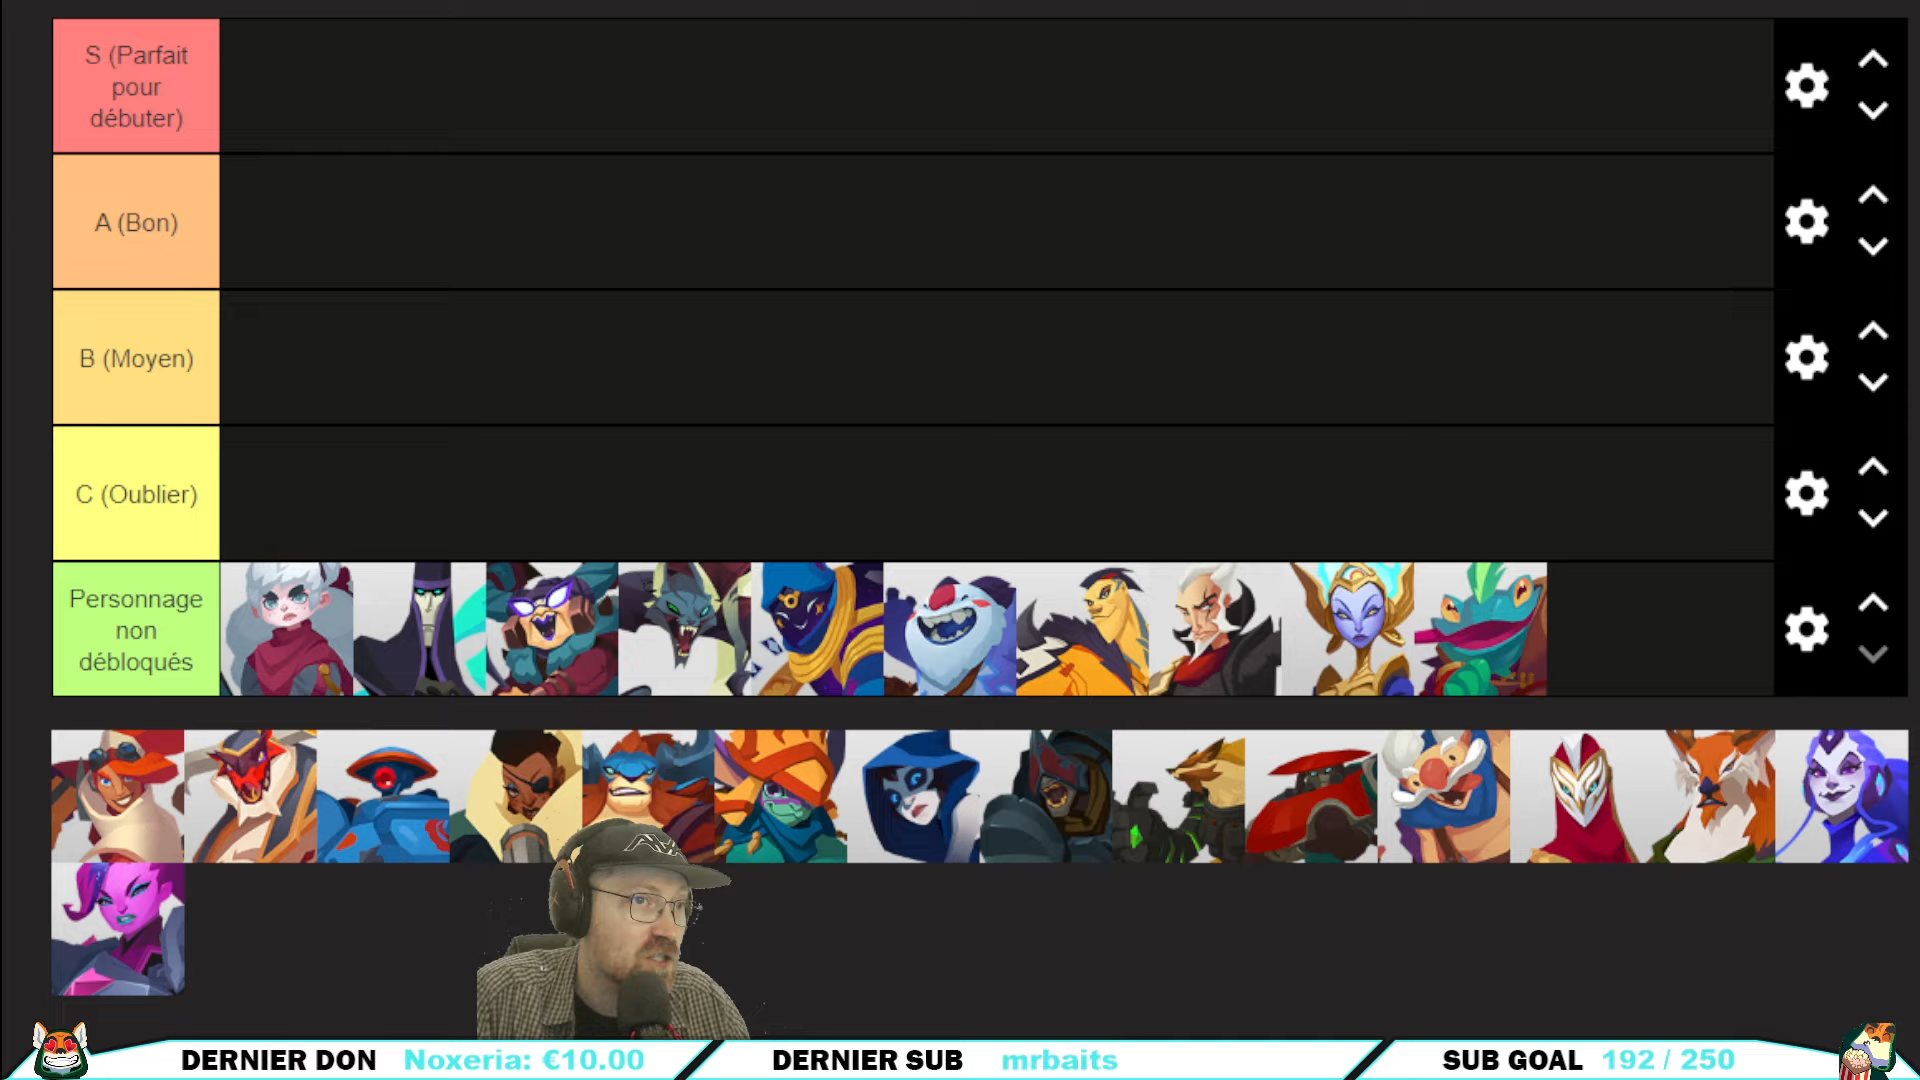 S (Parfait
pour
débuter)
A (Bon)
B (Moyen)
C (Oublier)
Personnage
non
débloqués
DERNIER DON Noxeria: €10.00 DERNIER SUB mrbaits SUB GOAL 192 / 250